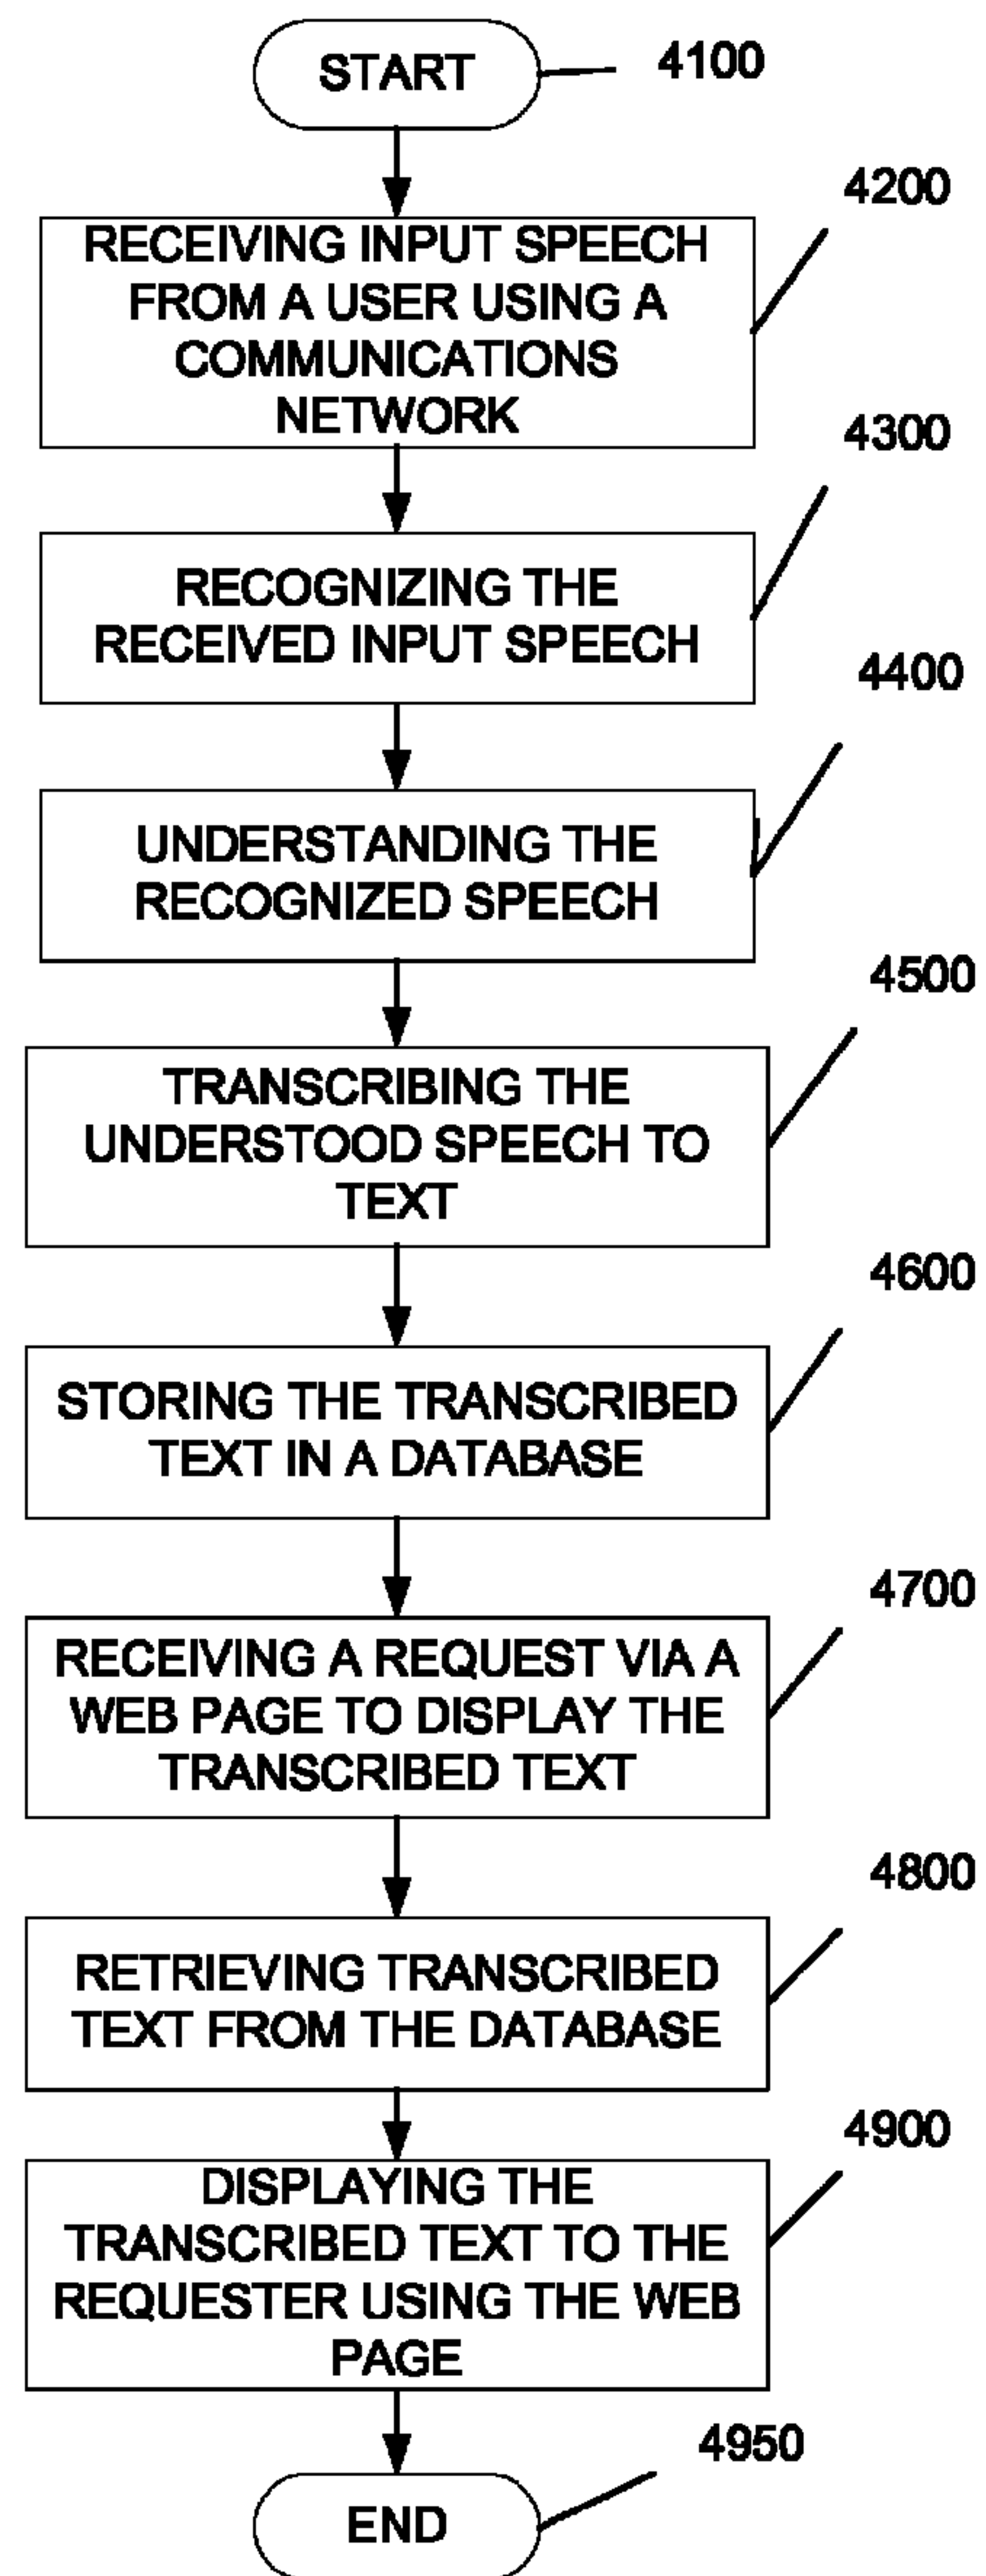 START
4100
4200
RECEIVING INPUT SPEECH
FROM A USER USING A
COMMUNICATIONS
NETWORK
4300
RECOGNIZING THE
RECEIVED INPUT SPEECH
4400
UNDERSTANDING THE
RECOGNIZED SPEECH
4500
TRANSCRIBING THE
UNDERSTOOD SPEECH TO
TEXT
4600
STORING THE TRANSCRIBED
TEXT IN A DATABASE
4700
RECEIVING A REQUEST VIA A
WEB PAGE TO DISPLAY THE
TRANSCRIBED TEXT
4800
RETRIEVING TRANSCRIBED
TEXT FROM THE DATABASE
4900
DISPLAYING THE
TRANSCRIBED TEXT TO THE
REQUESTER USING THE WEB
PAGE
4950
END